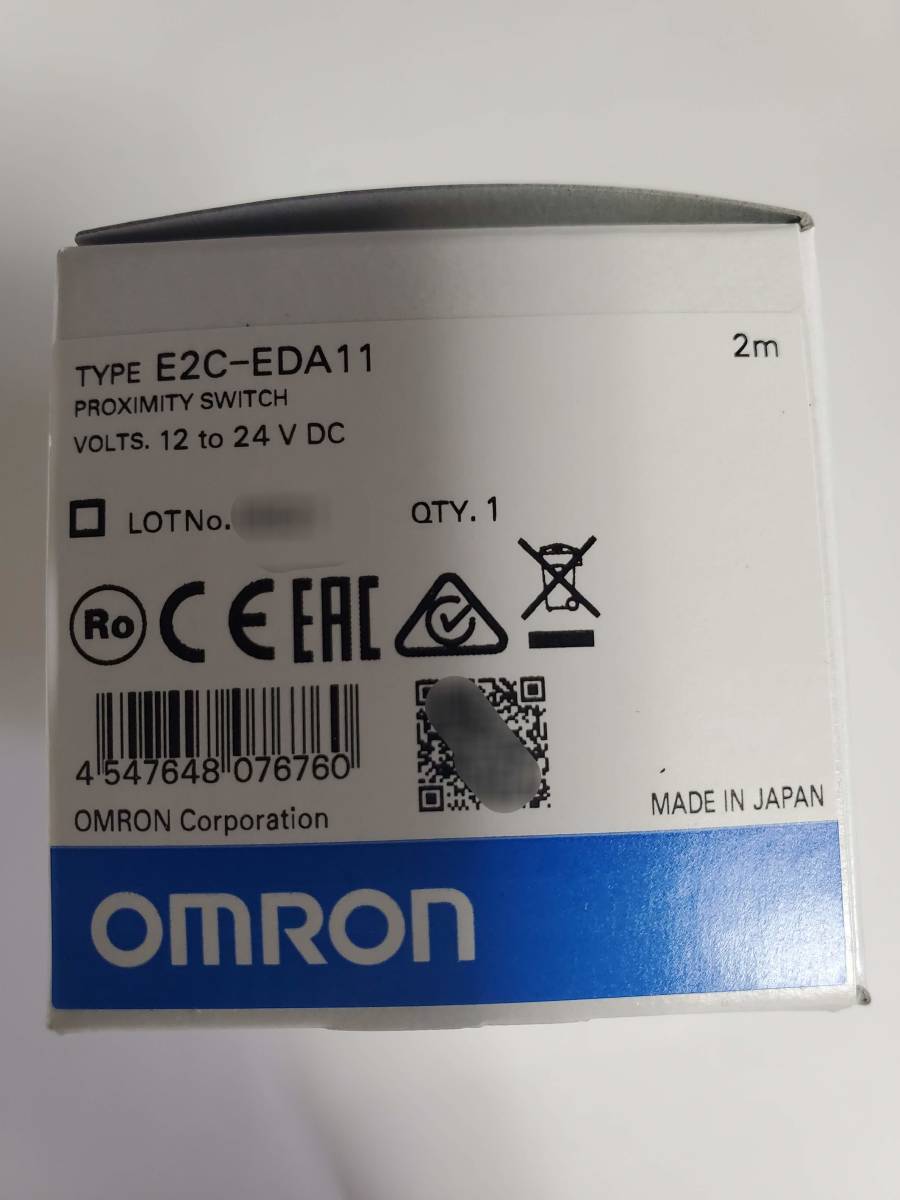 TYPE E2C-EDA11 2m
PROXIMITY SWITCH
VOLTS. 12 to 24 V DC
LOTNo. QTY. 1
Ro CE EAC
4 547648 076760
OMRON Corporation MADE IN JAPAN
OMRON